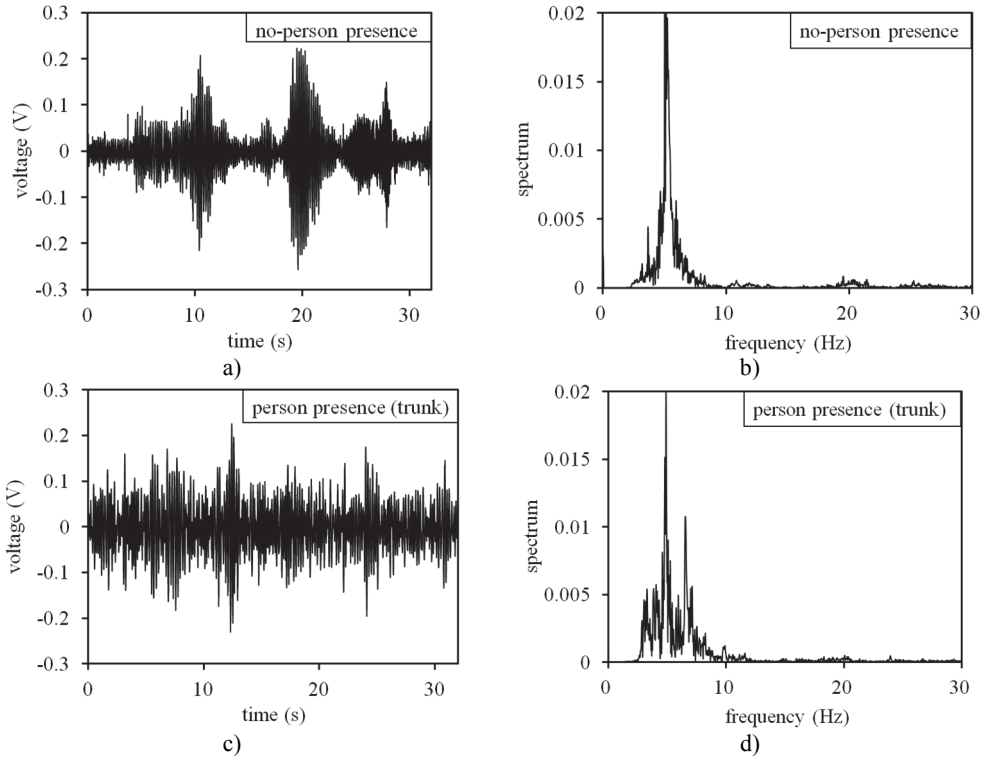 0.3
0.2
0.1
0
-0.1
-0.2
-0.3
voltage (V)
no-person presence
0 10 20 30
time (s)
a)
0.02
0.015
0.01
0.005
0
spectrum
no-person presence
0 10 20 30
frequency (Hz)
b)
0.3
0.2
0.1
0
-0.1
-0.2
-0.3
voltage (V)
person presence (trunk)
0 10 20 30
time (s)
c)
0.02
0.015
0.01
0.005
0
spectrum
person presence (trunk)
0 10 20 30
frequency (Hz)
d)